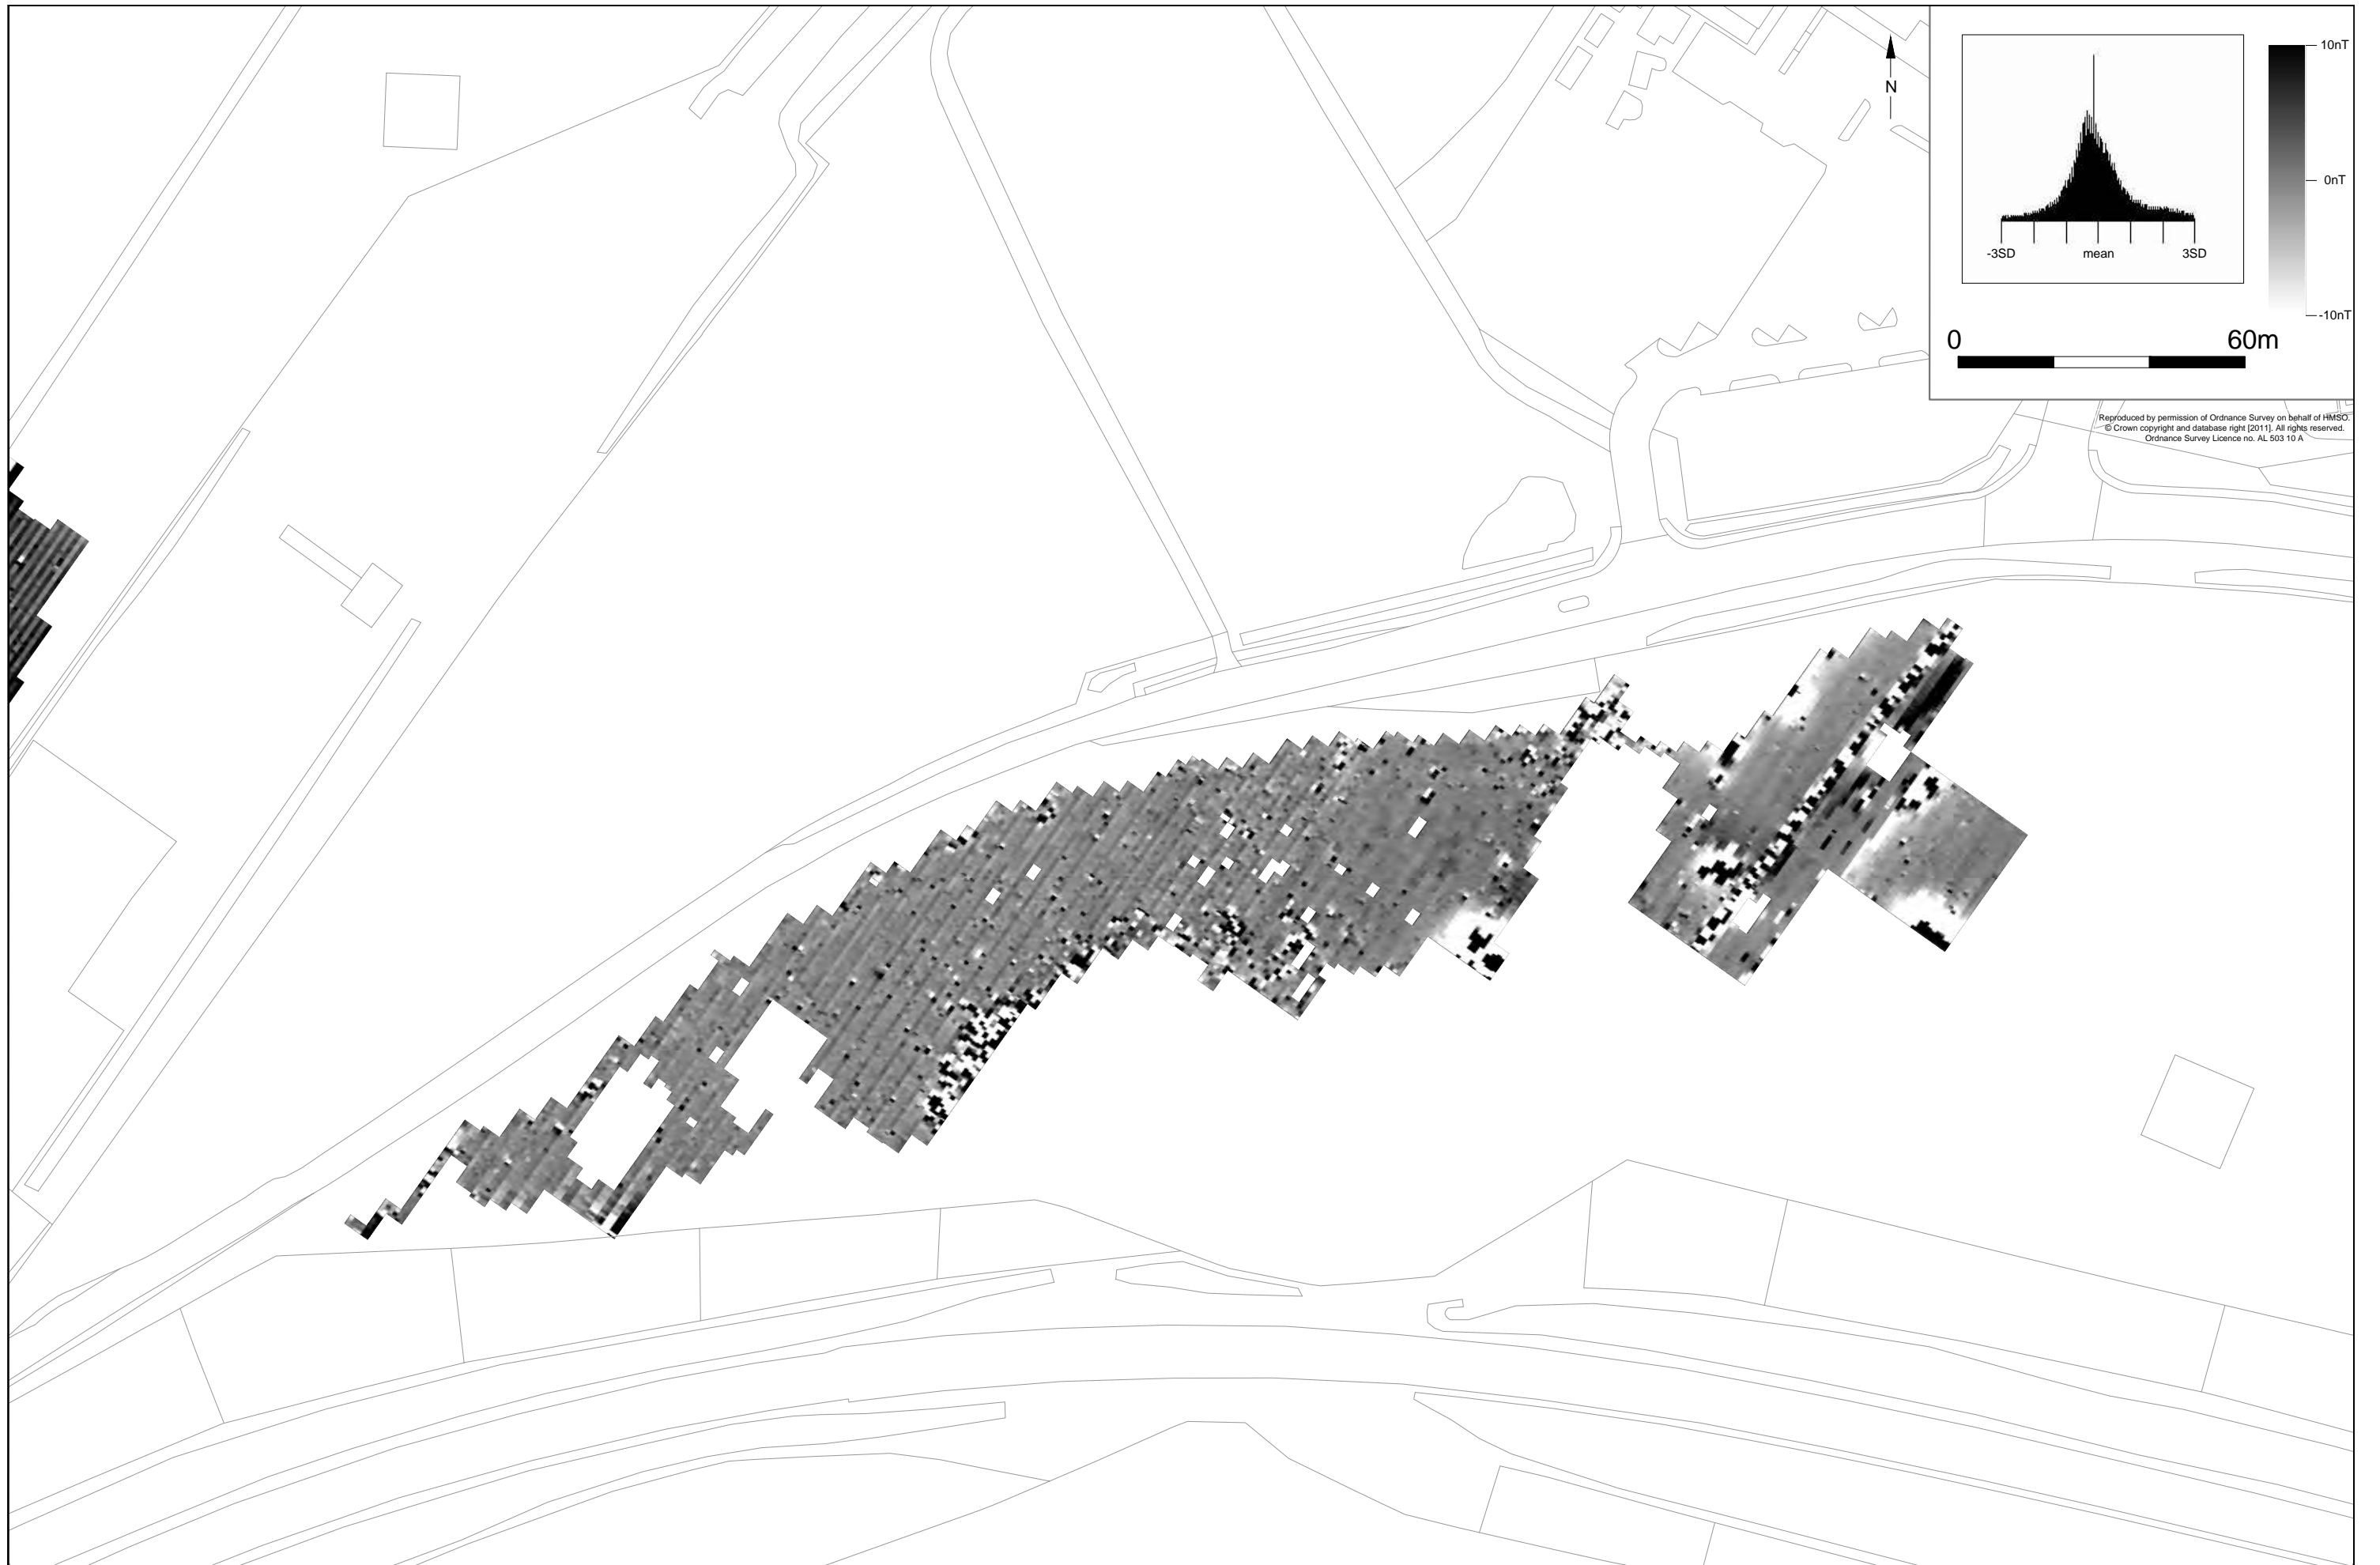 N
10nT
0nT
-10nT
-3SD mean 3SD
0 60m
Reproduced by permission of Ordnance Survey on behalf of HMSO.
© Crown copyright and database right [2011]. All rights reserved.
Ordnance Survey Licence no. AL 503 10 A